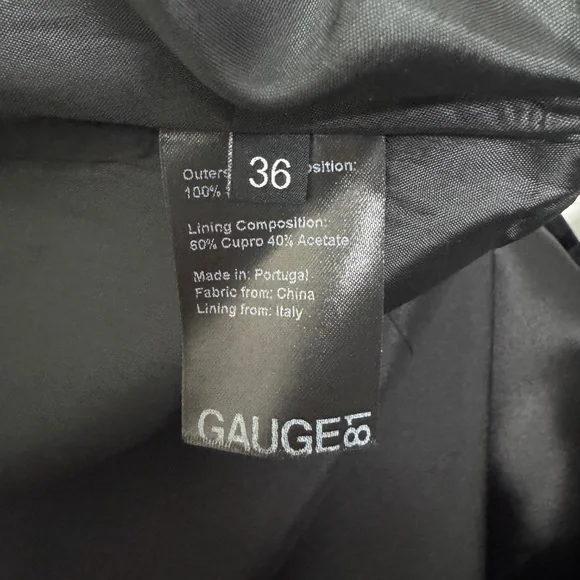 36
Outers sition:
100%
Lining Composition:
60% Cupro 40% Acetate
Made in: Portugal
Fabric from: China
Lining from: Italy
GAUGE81